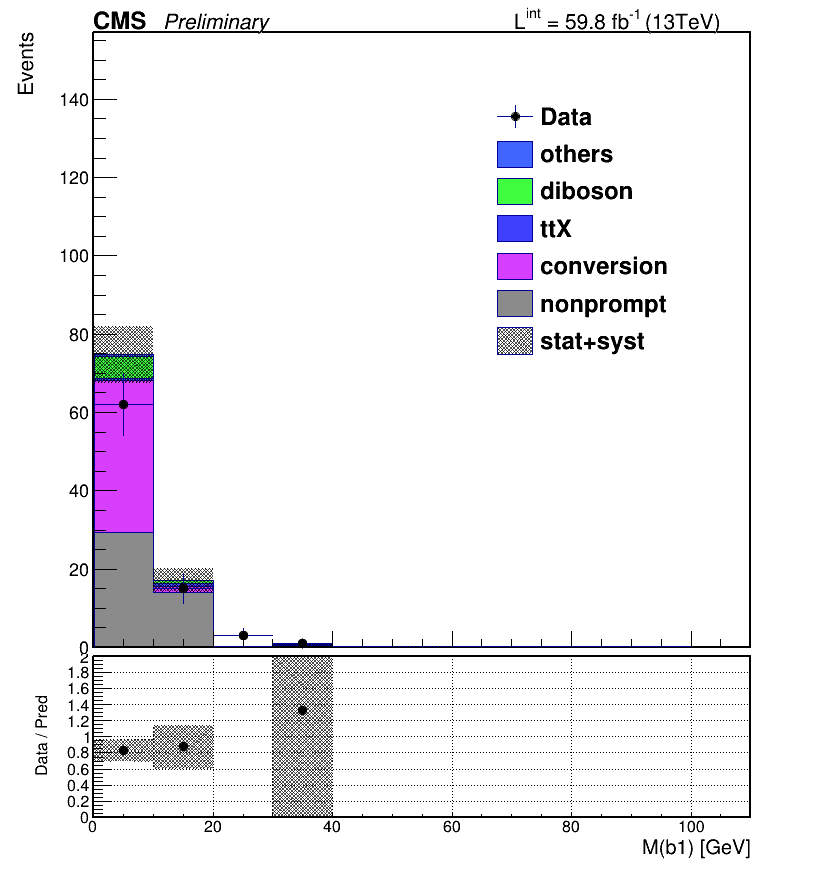 CMS Preliminary
L^int = 59.8 fb^-1 (13TeV)
Events
140
120
100
80
60
40
20
0
Data
others
diboson
ttX
conversion
nonprompt
stat+syst
Data / Pred
2
1.8
1.6
1.4
1.2
1
0.8
0.6
0.4
0.2
0
0 20 40 60 80 100
M(b1) [GeV]